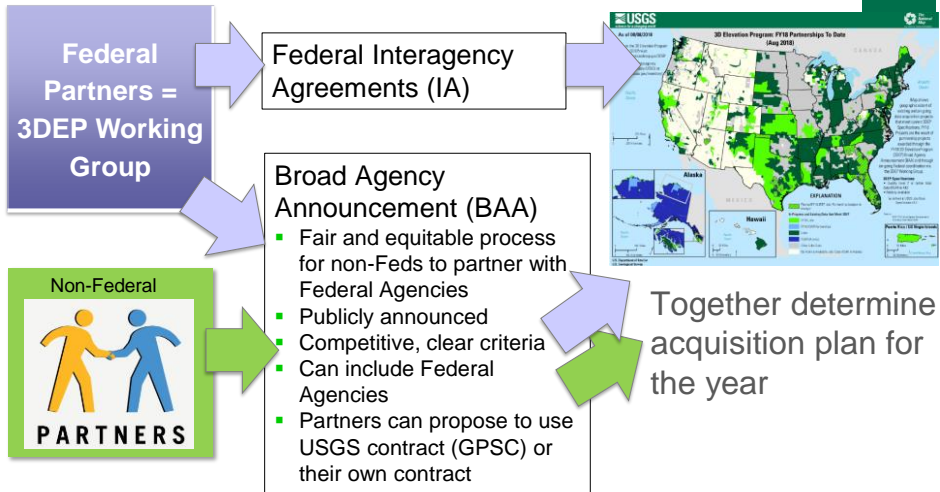 Federal
Partners =
3DEP Working
Group
Federal Interagency
Agreements (IA)
Broad Agency
Announcement (BAA)
▪ Fair and equitable process
for non-Feds to partner with
Federal Agencies
▪ Publicly announced
▪ Competitive, clear criteria
▪ Can include Federal
Agencies
▪ Partners can propose to use
USGS contract (GPSC) or
their own contract
Non-Federal
PARTNERS
USGS
3D Elevation Program: FY18 Partnerships To Date
(Aug 2018)
CANADA
MEXICO
Alaska
Hawaii
EXPLANATION
Together determine
acquisition plan for
the year